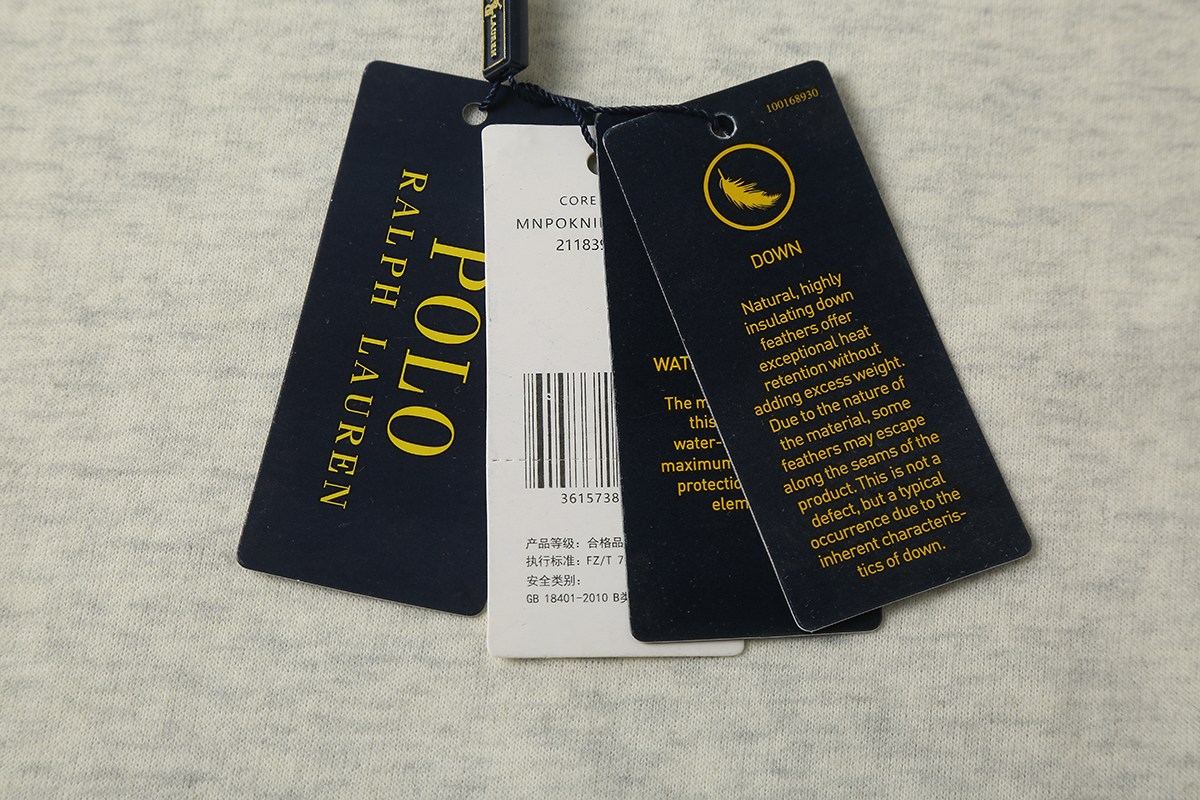 LAUREN
POLO
RALPH LAUREN
CORE
MNPOKNI
21183
3615738
产品等级：合格品
执行标准：FZ/T 7
安全类别：
GB 18401-2010 B类
WAT
The m
this
water-
maximum
protectio
elem
100168930
DOWN
Natural, highly
insulating down
feathers offer
exceptional heat
retention without
adding excess weight.
Due to the nature of
the material, some
feathers may escape
along the seams of the
product. This is not a
defect, but a typical
occurrence due to the
inherent characteris-
tics of down.